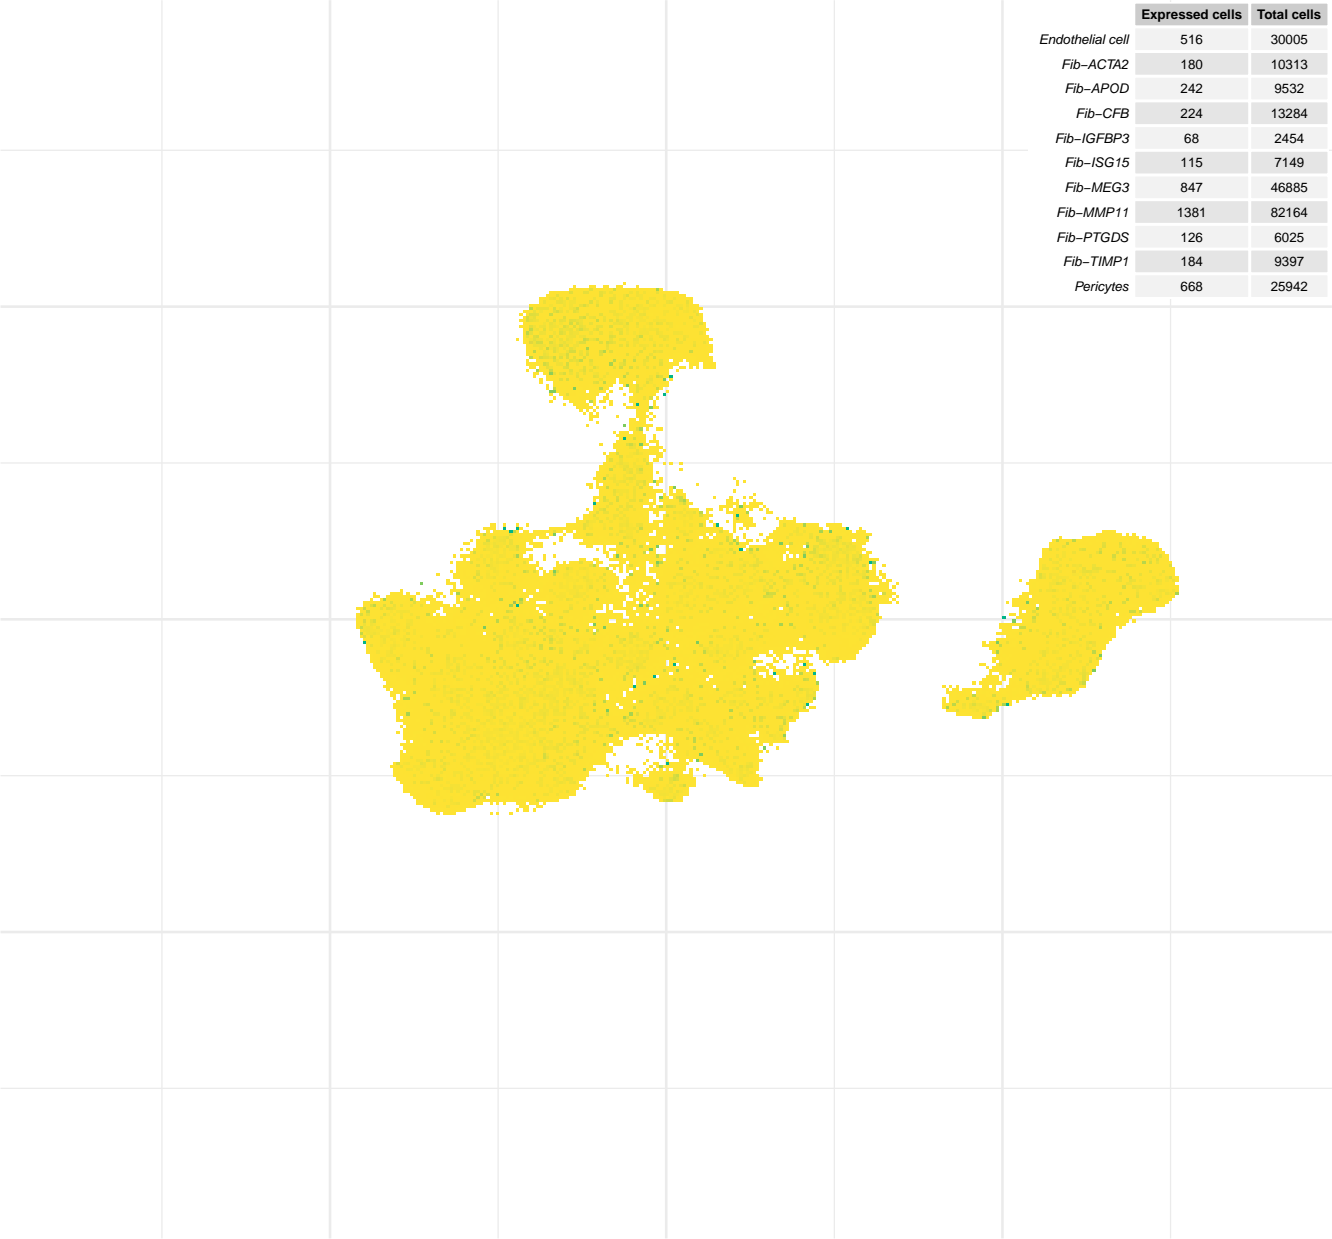 Expressed cells Total cells
Endothelial cell 516 30005
Fib−ACTA2 180 10313
Fib−APOD 242 9532
Fib−CFB 224 13284
Fib−IGFBP3 68 2454
Fib−ISG15 115 7149
Fib−MEG3 847 46885
Fib−MMP11 1381 82164
Fib−PTGDS 126 6025
Fib−TIMP1 184 9397
Pericytes 668 25942